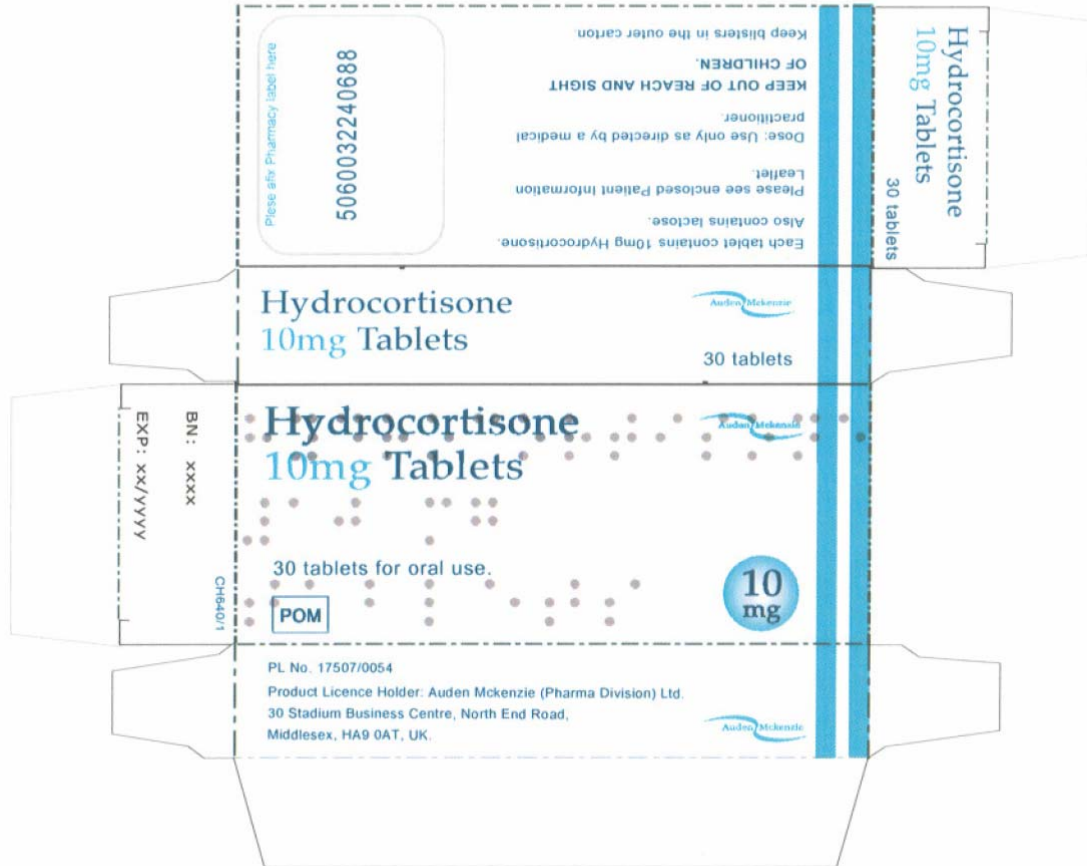 Plese afix Pharmacy label here
5060032240688
Each tablet contains 10mg Hydrocortisone.
Also contains lactose.
Please see enclosed Patient Information
Leaflet.
Dose: Use only as directed by a medical
practitioner.
KEEP OUT OF REACH AND SIGHT
OF CHILDREN.
Keep blisters in the outer carton.
Hydrocortisone
10mg Tablets
30 tablets
Hydrocortisone
10mg Tablets
Auden Mckenzie
30 tablets
BN: xxxx
EXP: xx/yyyy
CH640/1
Hydrocortisone
10mg Tablets
Auden Mckenzie
30 tablets for oral use.
POM
10
mg
PL No. 17507/0054
Product Licence Holder: Auden Mckenzie (Pharma Division) Ltd.
30 Stadium Business Centre, North End Road,
Middlesex, HA9 0AT, UK.
Auden Mckenzie